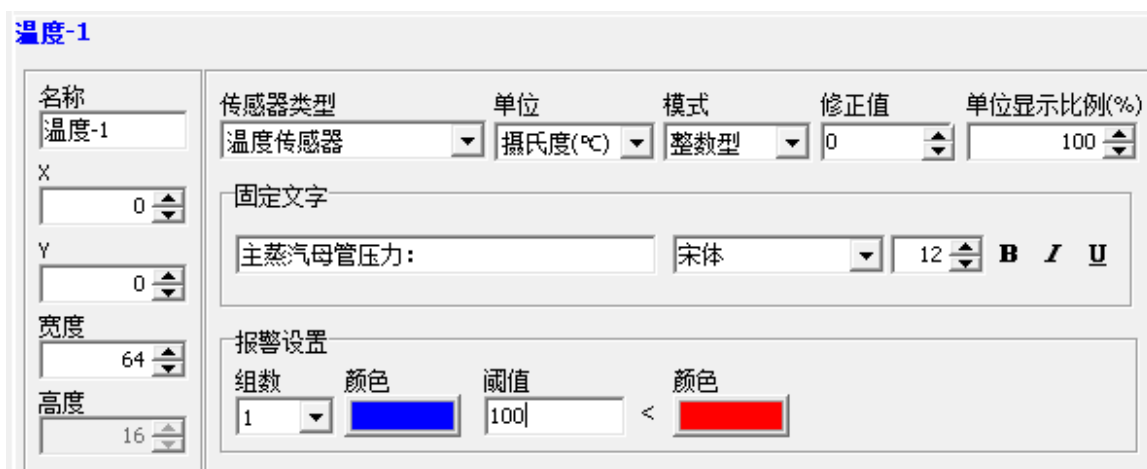 温度-1
名称
温度-1
X
0
Y
0
宽度
64
高度
16
传感器类型 单位 模式 修正值 单位显示比例(%)
温度传感器 摄氏度(℃) 整数型 0 100
固定文字
主蒸汽母管压力: 宋体 12 B I U
报警设置
组数 颜色 阈值 颜色
1 100 <